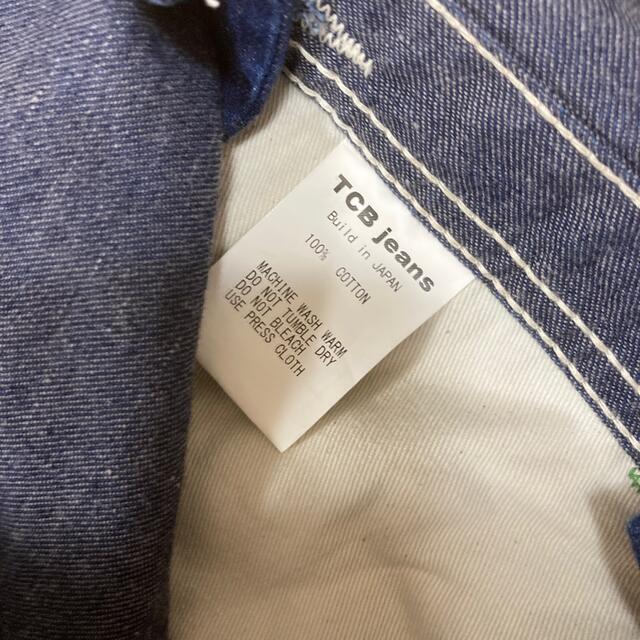 TCB jeans
Build in JAPAN
100% COTTON
MACHINE WASH WARM
DO NOT TUMBLE DRY
DO NOT BLEACH
USE PRESS CLOTH